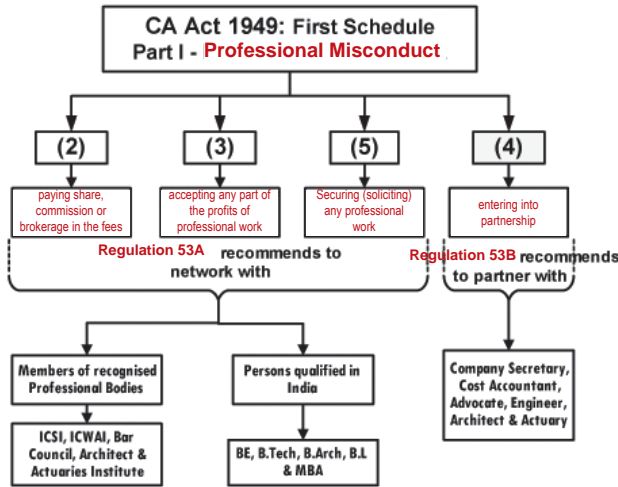 CA Act 1949: First Schedule
Part I - Professional Misconduct
(2)
(3)
(5)
(4)
paying share,
commission or
brokerage in the fees
accepting any part
of the profits of
professional work
Securing (soliciting)
any professional
work
entering into
partnership
Regulation 53A recommends to
network with
Regulation 53B recommends
to partner with
Members of recognised
Professional Bodies
Persons qualified in
India
Company Secretary,
Cost Accountant,
Advocate, Engineer,
Architect & Actuary
ICSI, ICWAI, Bar
Council, Architect &
Actuaries Institute
BE, B.Tech, B.Arch, B.L
& MBA